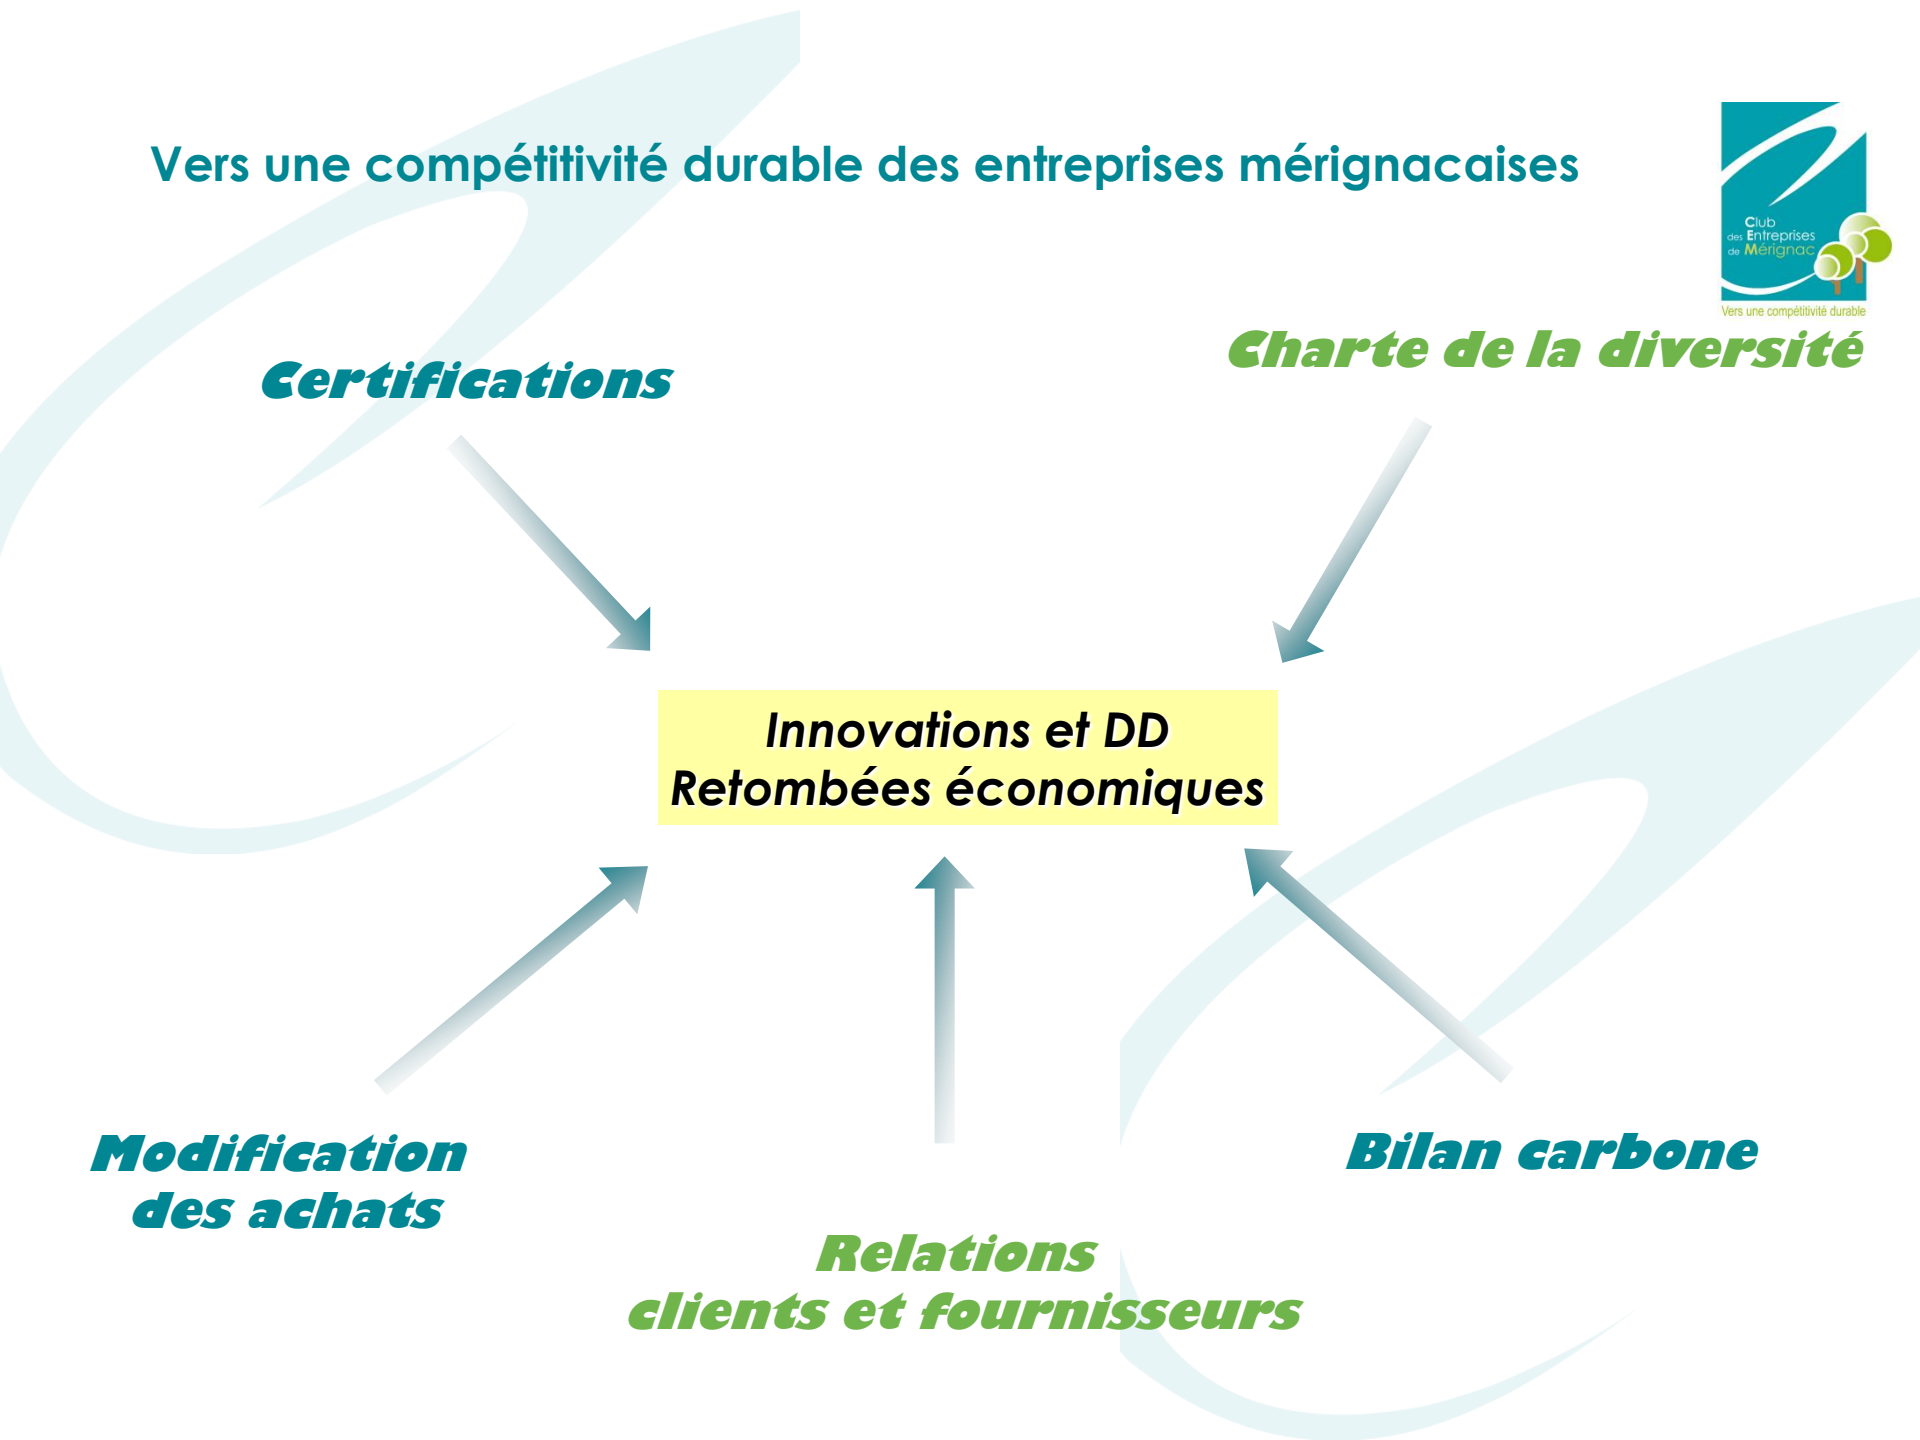 Vers une compétitivité durable des entreprises mérignacaises
Club
des Entreprises
de Mérignac
Vers une compétitivité durable
Charte de la diversité
Certifications
Innovations et DD
Retombées économiques
Modification
des achats
Bilan carbone
Relations
clients et fournisseurs